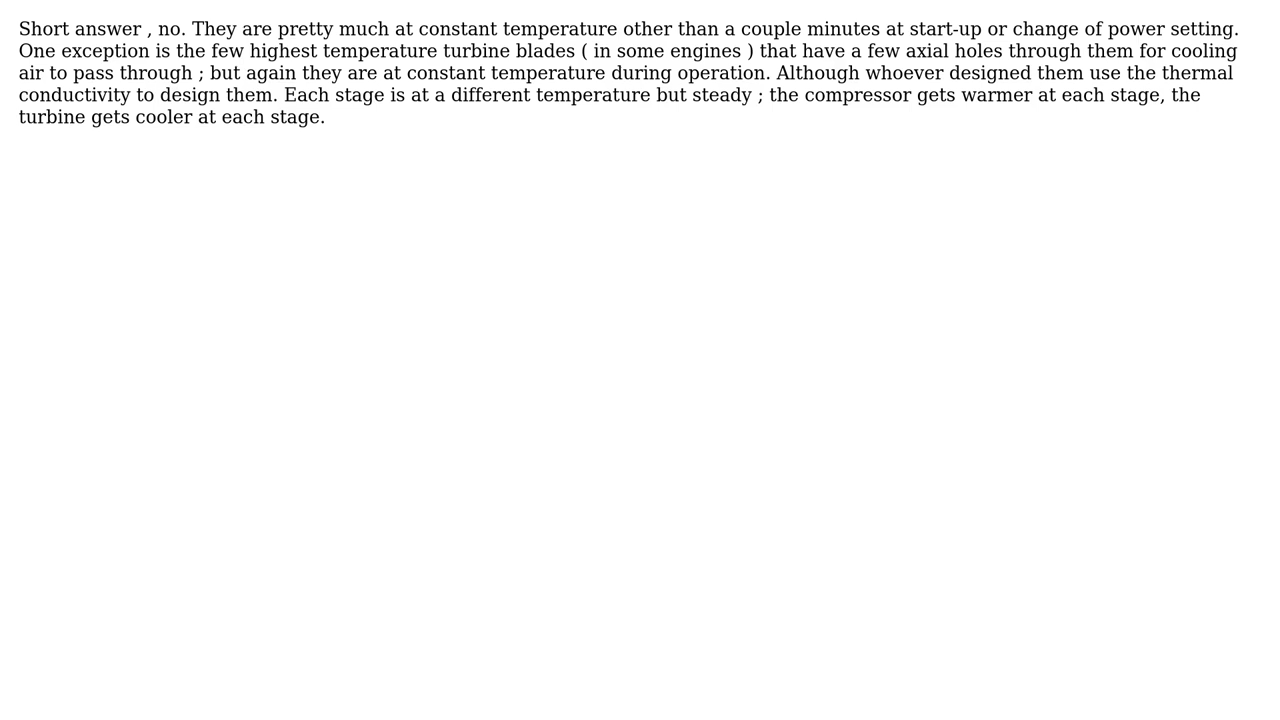 Short answer , no. They are pretty much at constant temperature other than a couple minutes at start-up or change of power setting.
One exception is the few highest temperature turbine blades ( in some engines ) that have a few axial holes through them for cooling
air to pass through ; but again they are at constant temperature during operation. Although whoever designed them use the thermal
conductivity to design them. Each stage is at a different temperature but steady ; the compressor gets warmer at each stage, the
turbine gets cooler at each stage.